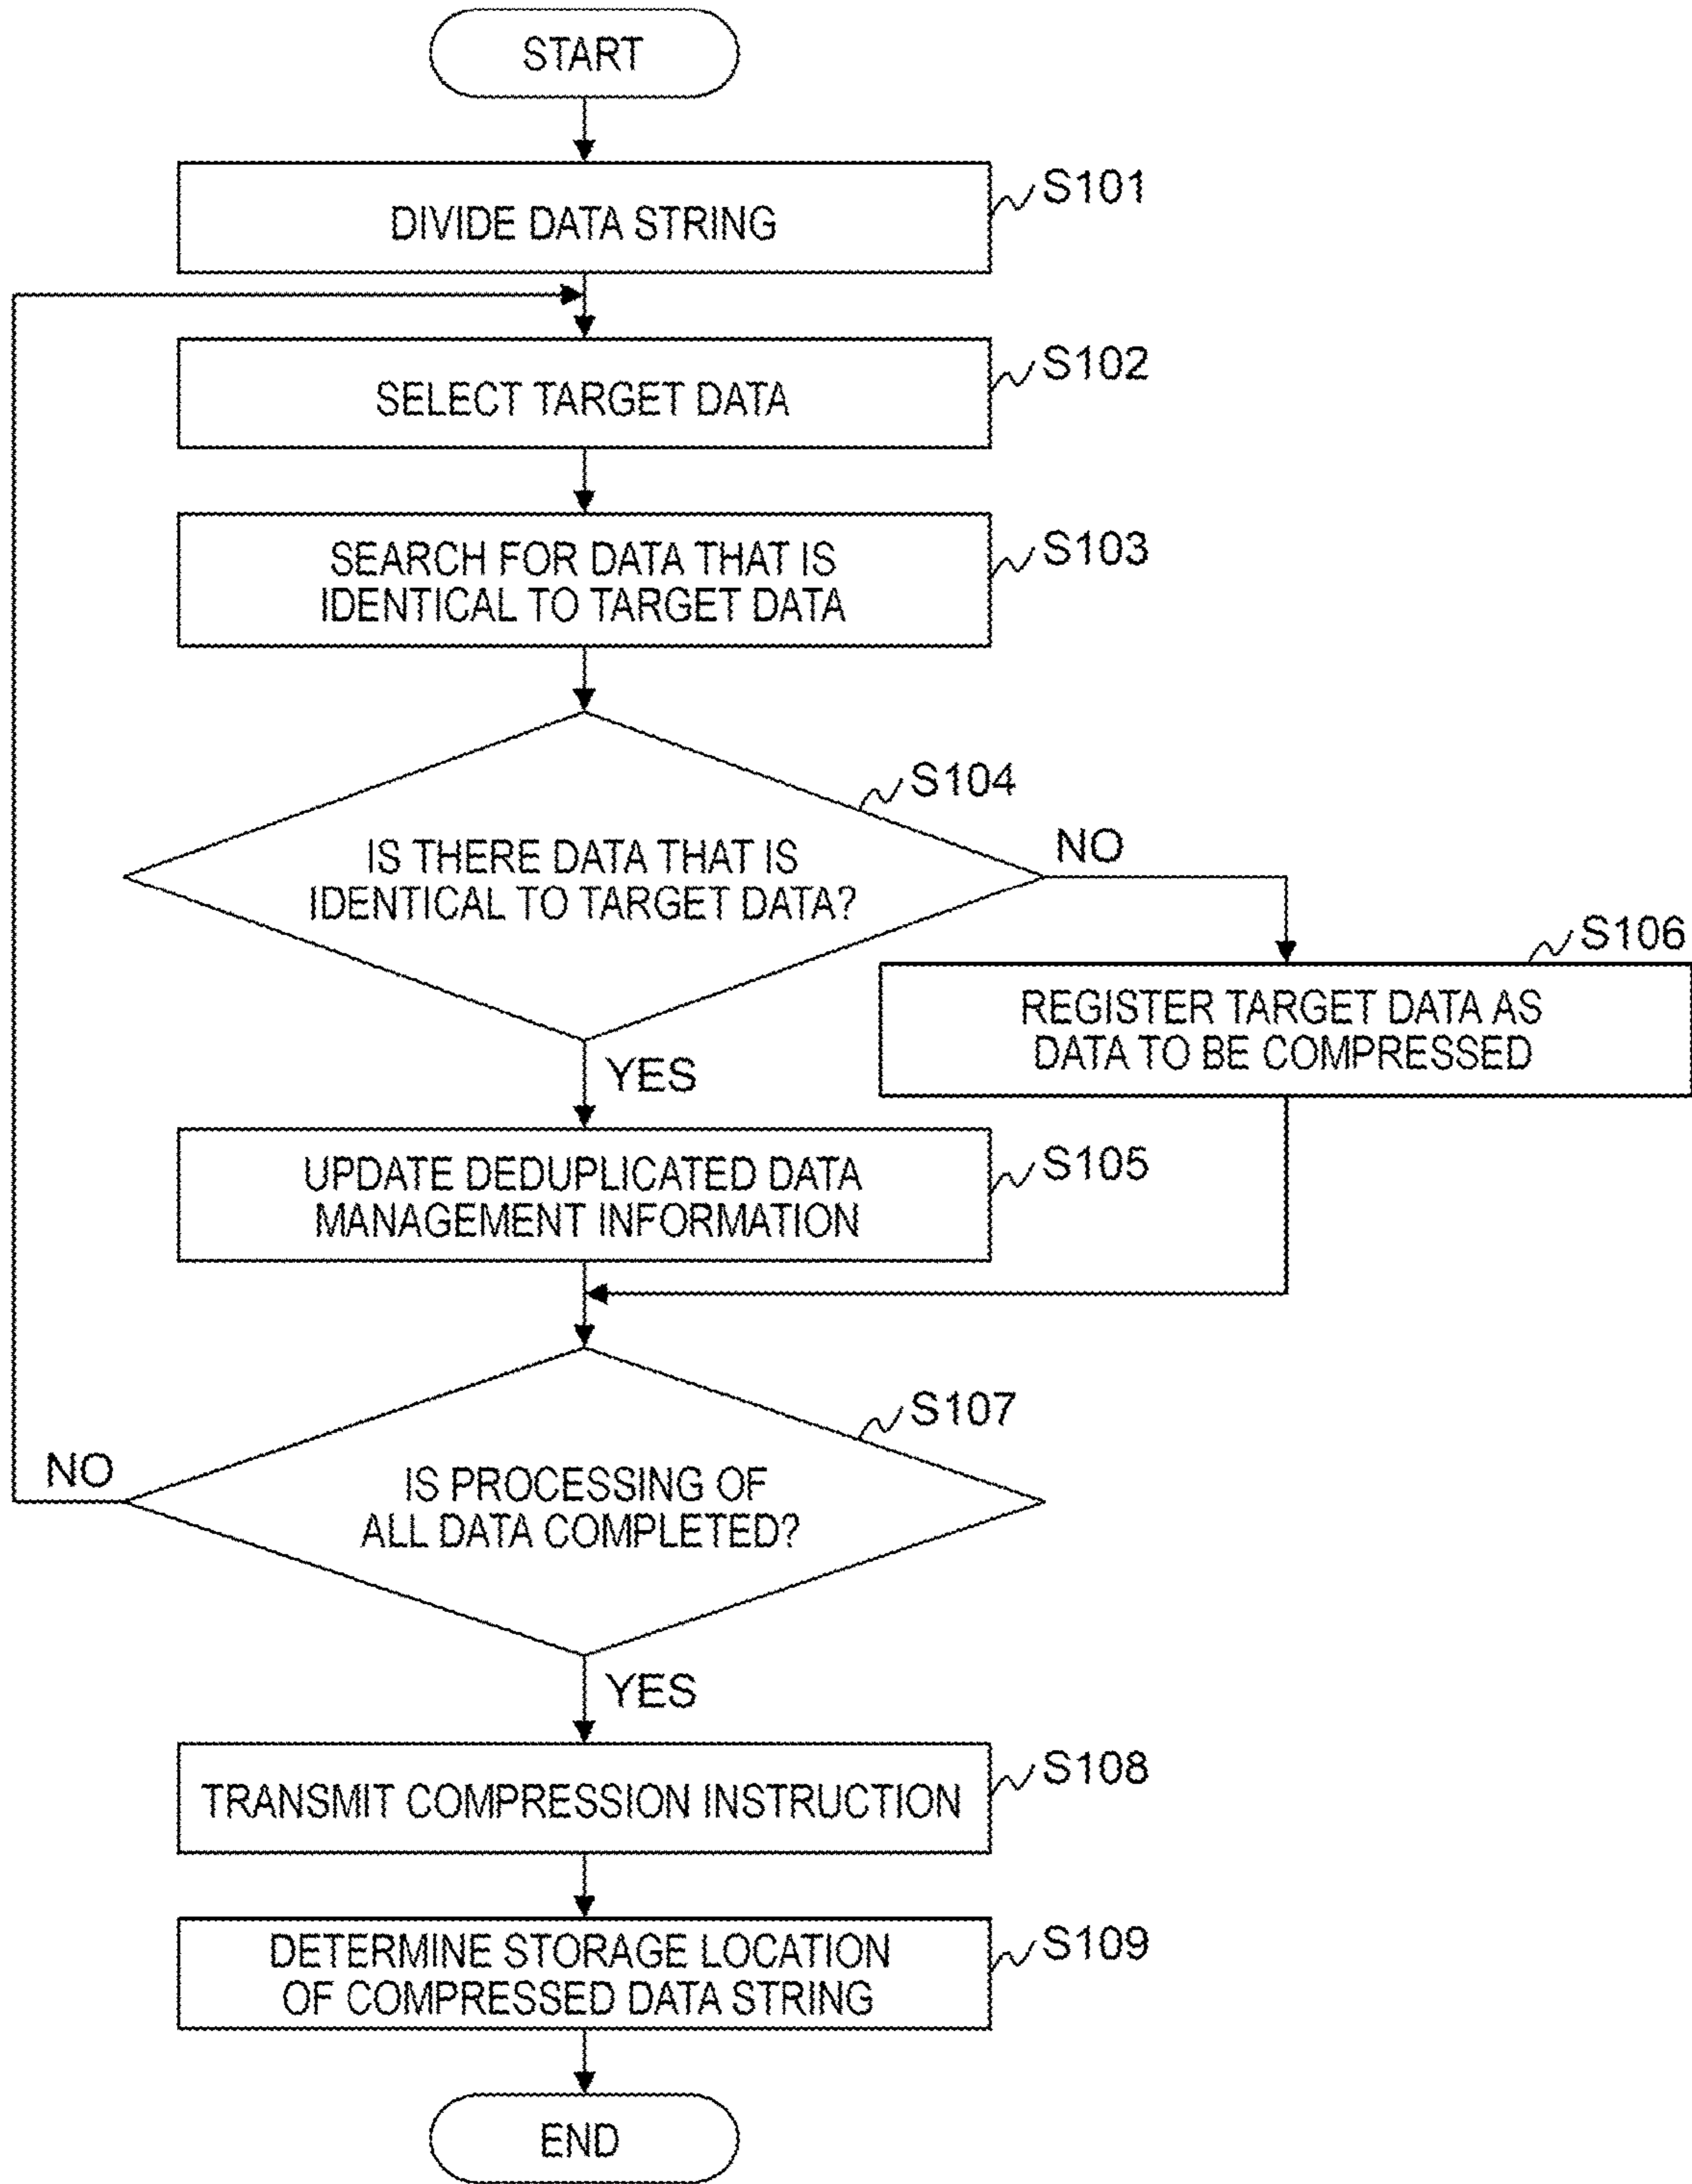 START
DIVIDE DATA STRING
S101
SELECT TARGET DATA
S102
SEARCH FOR DATA THAT IS
IDENTICAL TO TARGET DATA
S103
S104
IS THERE DATA THAT IS
IDENTICAL TO TARGET DATA?
NO
S106
REGISTER TARGET DATA AS
DATA TO BE COMPRESSED
YES
UPDATE DEDUPLICATED DATA
MANAGEMENT INFORMATION
S105
S107
NO
IS PROCESSING OF
ALL DATA COMPLETED?
YES
TRANSMIT COMPRESSION INSTRUCTION
S108
DETERMINE STORAGE LOCATION
OF COMPRESSED DATA STRING
S109
END